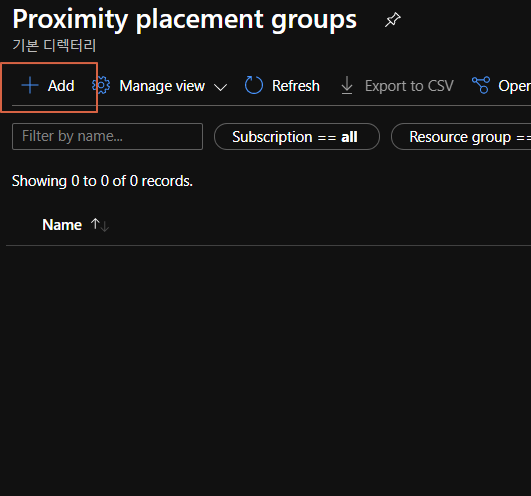 Proximity placement groups
기본 디렉터리
Add Manage view Refresh Export to CSV Open
Filter by name... Subscription == all Resource group ==
Showing 0 to 0 of 0 records.
Name